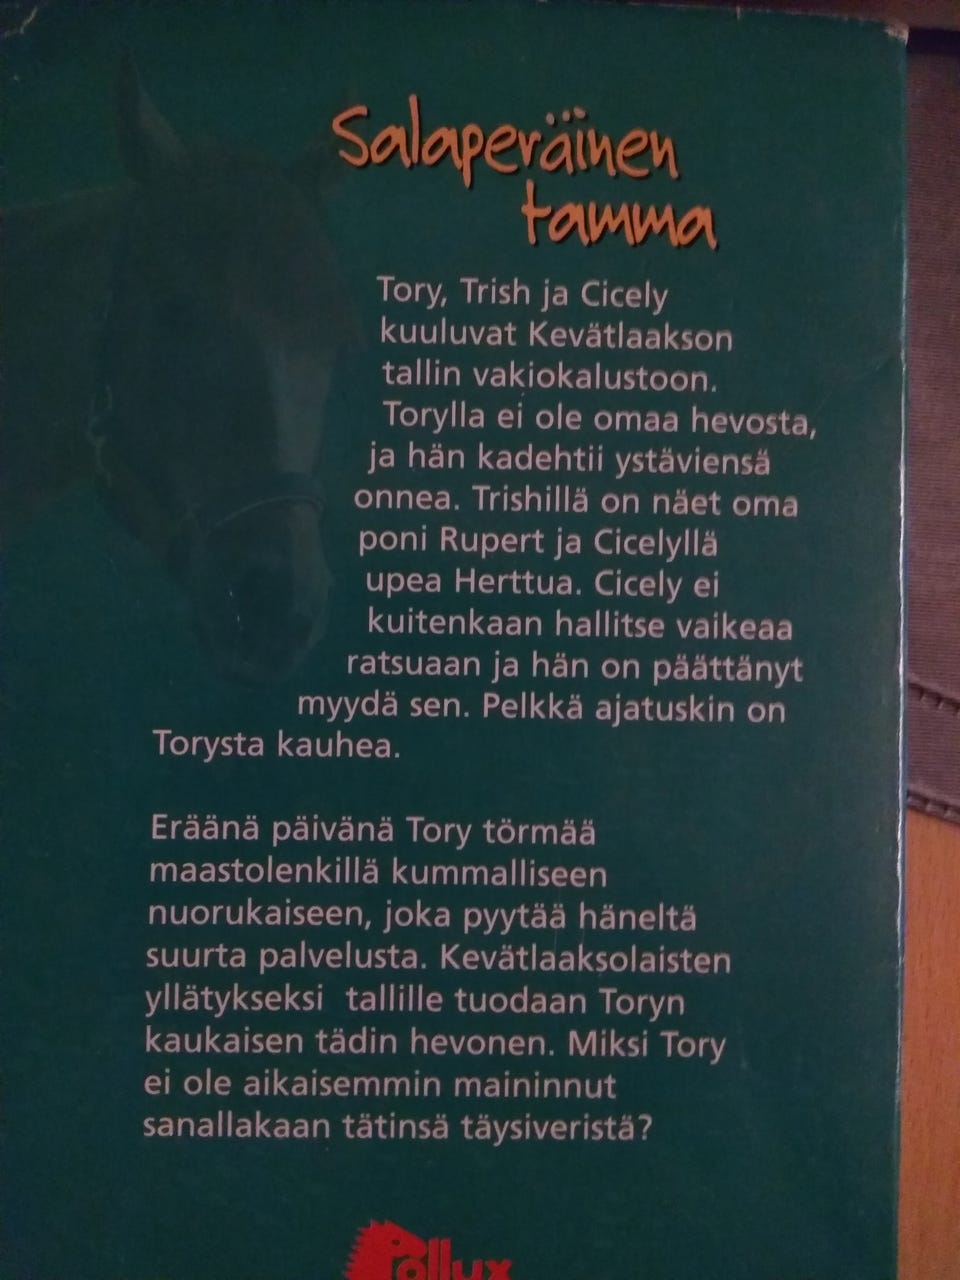 Salaperäinen
tamma
Tory, Trish ja Cicely
kuuluvat Kevätlaakson
tallin vakiokalustoon.
Torylla ei ole omaa hevosta,
ja hän kadehtii ystäviensä
onnea. Trishillä on näet oma
poni Rupert ja Cicelyllä
upea Herttua. Cicely ei
kuitenkaan hallitse vaikeaa
ratsuaan ja hän on päättänyt
myydä sen. Pelkkä ajatuskin on
Torysta kauhea.
Eräänä päivänä Tory törmää
maastolenkillä kummalliseen
nuorukaiseen, joka pyytää häneltä
suurta palvelusta. Kevätlaaksolaisten
yllätykseksi tallille tuodaan Toryn
kaukaisen tädin hevonen. Miksi Tory
ei ole aikaisemmin maininnut
sanallakaan tätinsä täysiveristä?
Pollux